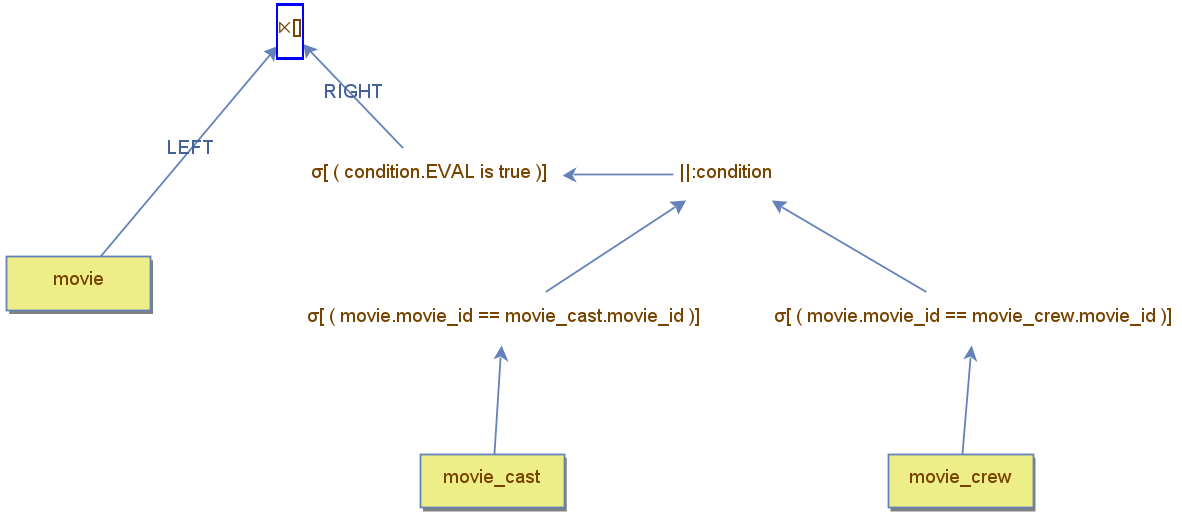 ⋉[]
RIGHT
LEFT
σ[ ( condition.EVAL is true )]
||:condition
movie
σ[ ( movie.movie_id == movie_cast.movie_id )]
σ[ ( movie.movie_id == movie_crew.movie_id )]
movie_cast
movie_crew